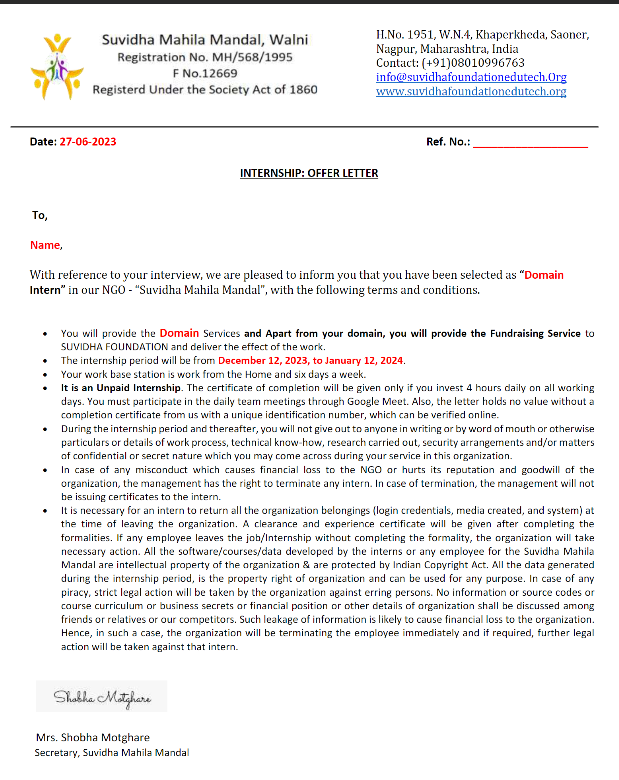 Suvidha Mahila Mandal, Walni
Registration No. MH/568/1995
F No.12669
Registerd Under the Society Act of 1860
H.No. 1951, W.N.4, Khaperkheda, Saoner,
Nagpur, Maharashtra, India
Contact: (+91)08010996763
info@suvidhafoundationedutech.Org
www.suvidhafoundationedutech.org
Date: 27-06-2023
Ref. No.: ____________________
INTERNSHIP: OFFER LETTER
To,
Name,
With reference to your interview, we are pleased to inform you that you have been selected as “Domain
Intern” in our NGO - “Suvidha Mahila Mandal”, with the following terms and conditions.
• You will provide the Domain Services and Apart from your domain, you will provide the Fundraising Service to
SUVIDHA FOUNDATION and deliver the effect of the work.
• The internship period will be from December 12, 2023, to January 12, 2024.
• Your work base station is work from the Home and six days a week.
• It is an Unpaid Internship. The certificate of completion will be given only if you invest 4 hours daily on all working
days. You must participate in the daily team meetings through Google Meet. Also, the letter holds no value without a
completion certificate from us with a unique identification number, which can be verified online.
• During the internship period and thereafter, you will not give out to anyone in writing or by word of mouth or otherwise
particulars or details of work process, technical know-how, research carried out, security arrangements and/or matters
of confidential or secret nature which you may come across during your service in this organization.
• In case of any misconduct which causes financial loss to the NGO or hurts its reputation and goodwill of the
organization, the management has the right to terminate any intern. In case of termination, the management will not
be issuing certificates to the intern.
• It is necessary for an intern to return all the organization belongings (login credentials, media created, and system) at
the time of leaving the organization. A clearance and experience certificate will be given after completing the
formalities. If any employee leaves the job/Internship without completing the formality, the organization will take
necessary action. All the software/courses/data developed by the interns or any employee for the Suvidha Mahila
Mandal are intellectual property of the organization & are protected by Indian Copyright Act. All the data generated
during the internship period, is the property right of organization and can be used for any purpose. In case of any
piracy, strict legal action will be taken by the organization against erring persons. No information or source codes or
course curriculum or business secrets or financial position or other details of organization shall be discussed among
friends or relatives or our competitors. Such leakage of information is likely to cause financial loss to the organization.
Hence, in such a case, the organization will be terminating the employee immediately and if required, further legal
action will be taken against that intern.
Shobha Motghare
Mrs. Shobha Motghare
Secretary, Suvidha Mahila Mandal